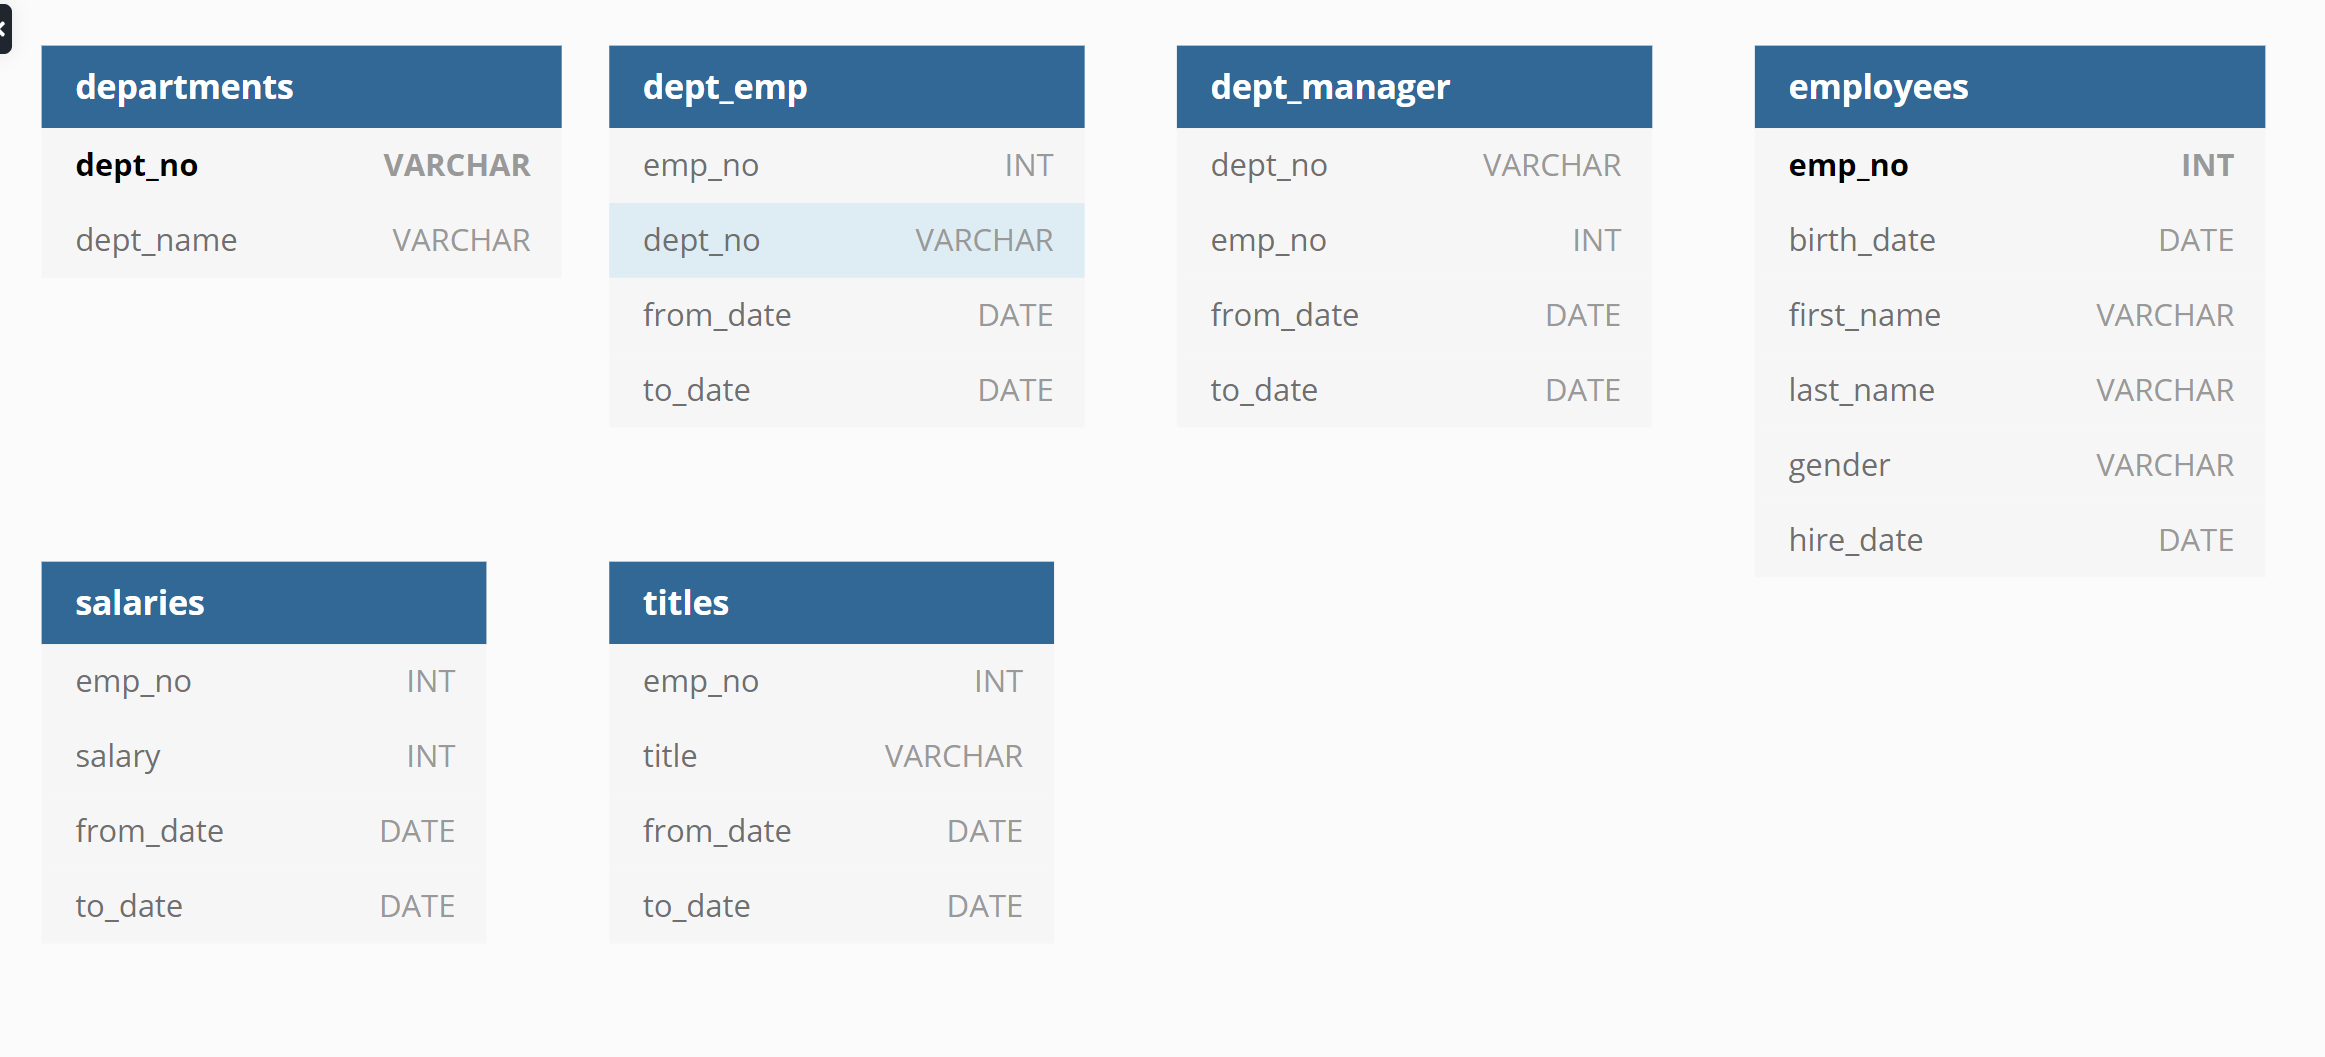 departments
dept_no VARCHAR
dept_name VARCHAR
dept_emp
emp_no INT
dept_no VARCHAR
from_date DATE
to_date DATE
dept_manager
dept_no VARCHAR
emp_no INT
from_date DATE
to_date DATE
employees
emp_no INT
birth_date DATE
first_name VARCHAR
last_name VARCHAR
gender VARCHAR
hire_date DATE
salaries
emp_no INT
salary INT
from_date DATE
to_date DATE
titles
emp_no INT
title VARCHAR
from_date DATE
to_date DATE